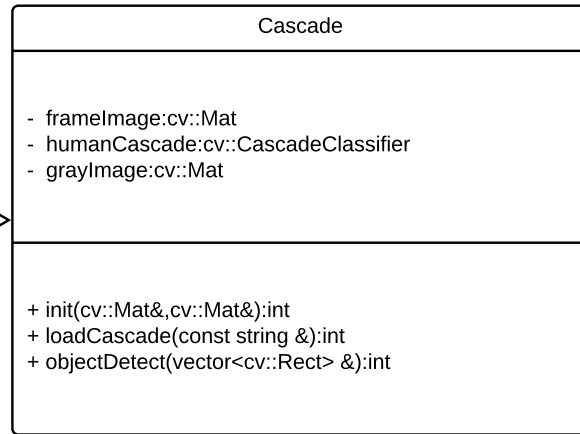 Cascade
- frameImage:cv::Mat
- humanCascade:cv::CascadeClassifier
- grayImage:cv::Mat
+ init(cv::Mat&,cv::Mat&):int
+ loadCascade(const string &):int
+ objectDetect(vector<cv::Rect> &):int